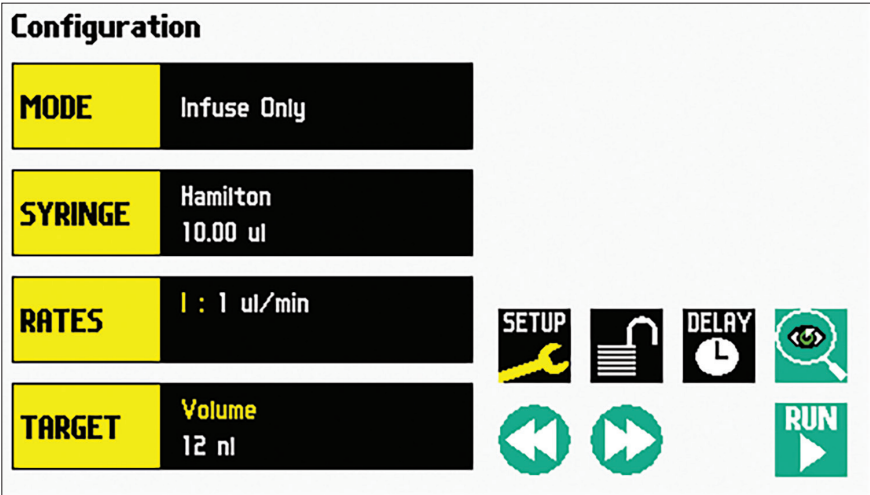 Configuration
MODE
Infuse Only
SYRINGE
Hamilton
10.00 ul
RATES
I : 1 ul/min
TARGET
Volume
12 nl
SETUP
DELAY
RUN